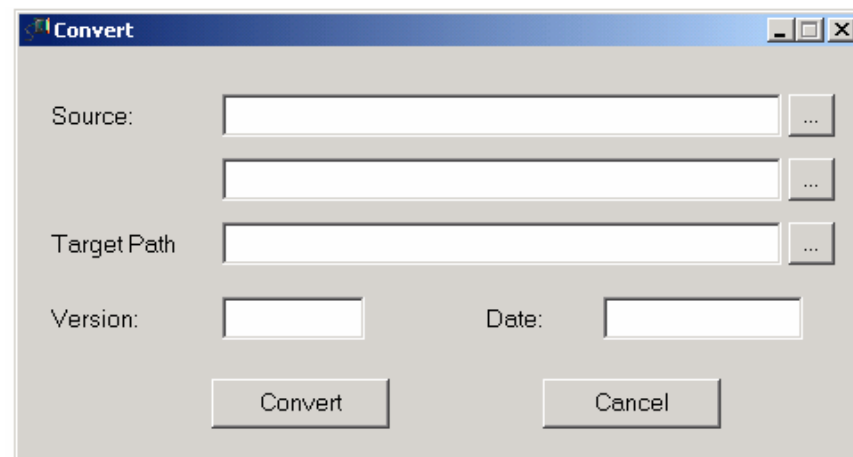 Convert
Source: ...
...
Target Path ...
Version: Date:
Convert Cancel